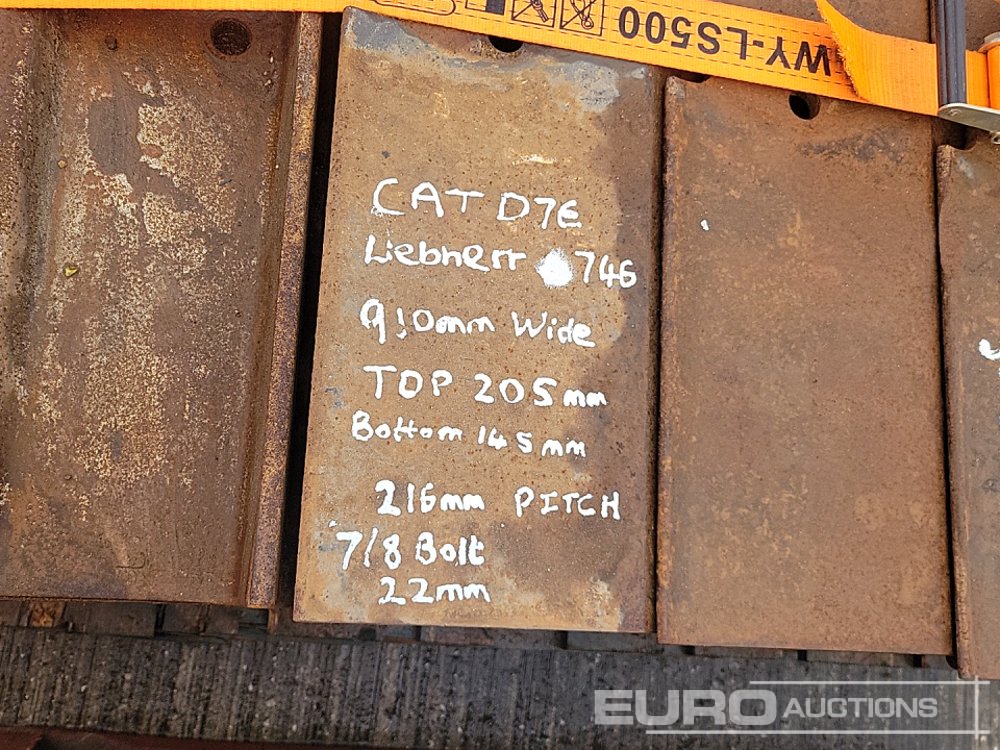 WY-LS500
CAT D7E
Liebherr 746
910mm Wide
TOP 205mm
Bottom 145mm
216mm PITCH
7/8 Bolt
22mm
EURO AUCTIONS